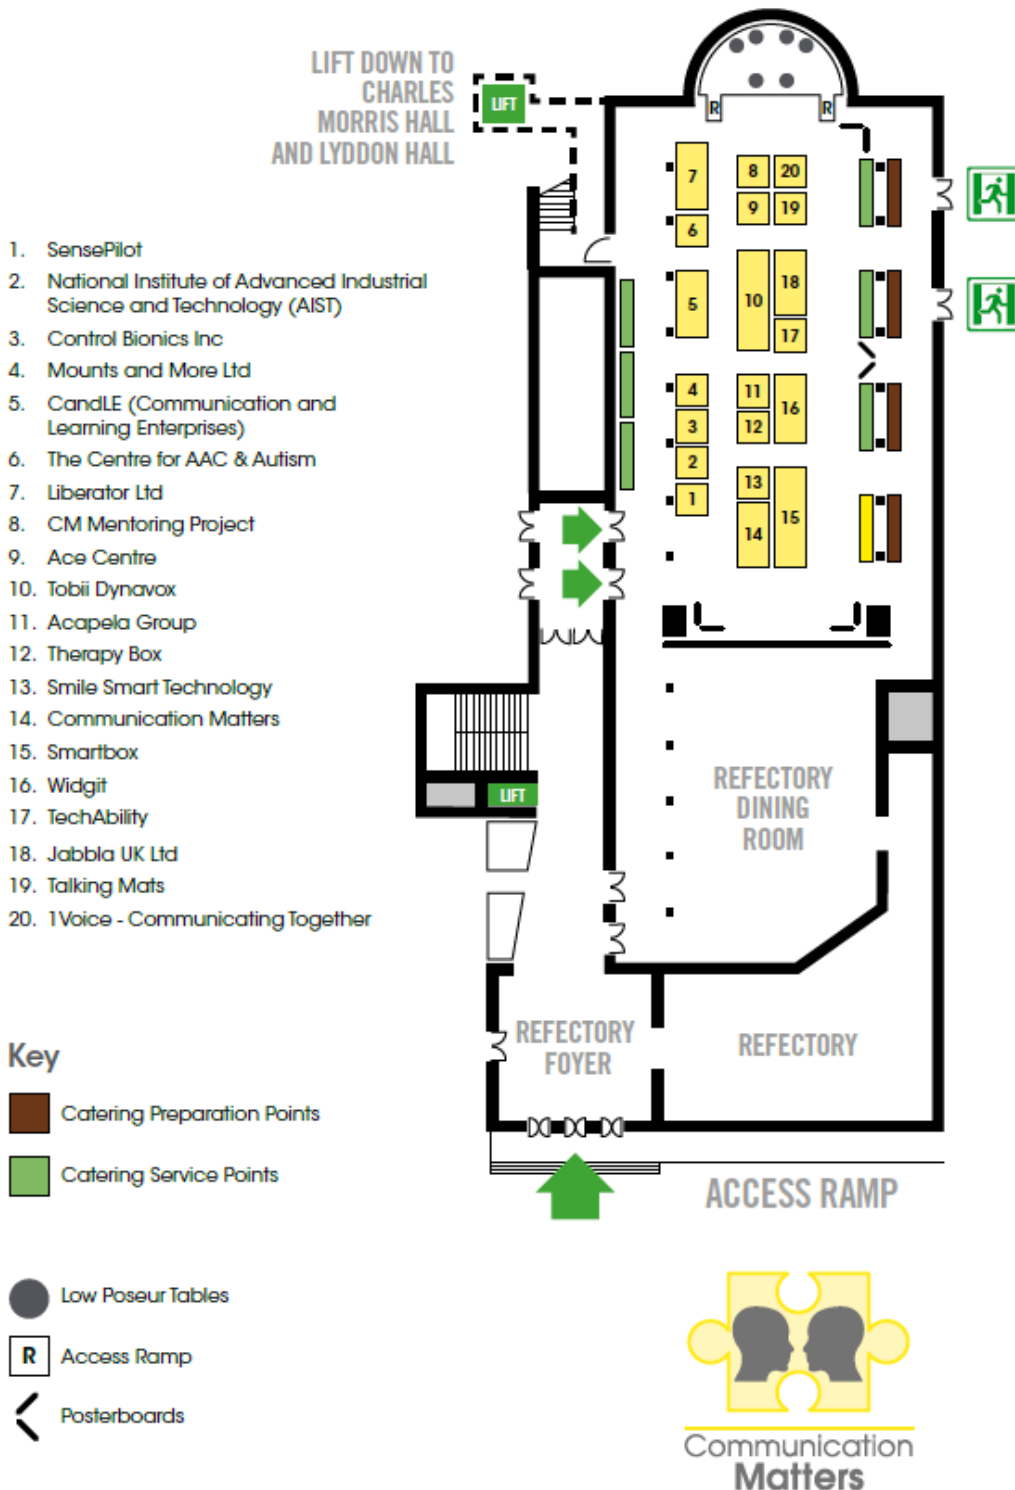 LIFT DOWN TO
CHARLES
MORRIS HALL
AND LYDDON HALL
LIFT
R
R
7
8
20
9
19
6
18
5
10
17
4
11
16
3
12
2
13
1
15
14
1. SensePilot
2. National Institute of Advanced Industrial
Science and Technology (AIST)
3. Control Bionics Inc
4. Mounts and More Ltd
5. CandLE (Communication and
Learning Enterprises)
6. The Centre for AAC & Autism
7. Liberator Ltd
8. CM Mentoring Project
9. Ace Centre
10. Tobii Dynavox
11. Acapela Group
12. Therapy Box
13. Smile Smart Technology
14. Communication Matters
15. Smartbox
16. Widgit
17. TechAbility
18. Jabbla UK Ltd
19. Talking Mats
20. 1Voice - Communicating Together
LIFT
REFECTORY
DINING
ROOM
REFECTORY
FOYER
REFECTORY
ACCESS RAMP
Key
Catering Preparation Points
Catering Service Points
Low Poseur Tables
R Access Ramp
Posterboards
Communication
Matters